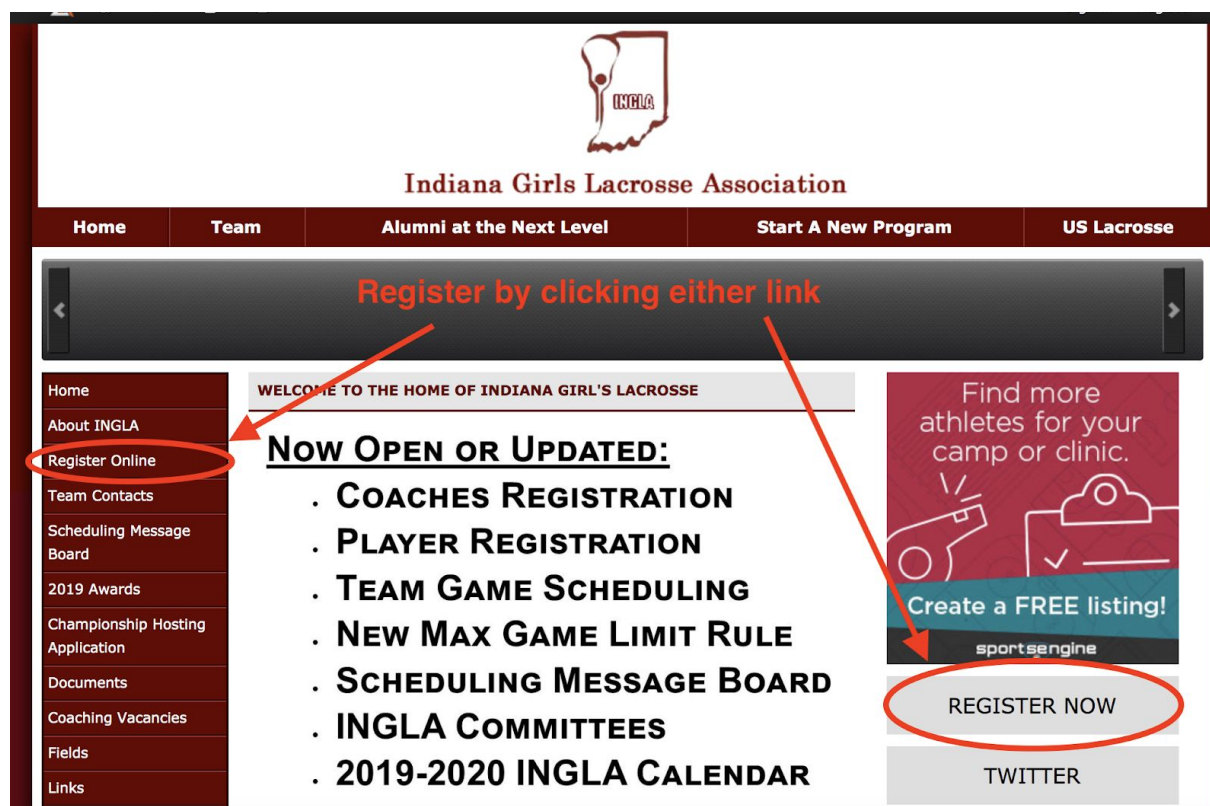 INGLA
Indiana Girls Lacrosse Association
Home
Team
Alumni at the Next Level
Start A New Program
US Lacrosse
Register by clicking either link
Home
About INGLA
Register Online
Team Contacts
Scheduling Message
Board
2019 Awards
Championship Hosting
Application
Documents
Coaching Vacancies
Fields
Links
WELCOME TO THE HOME OF INDIANA GIRL'S LACROSSE
NOW OPEN OR UPDATED:
• COACHES REGISTRATION
• PLAYER REGISTRATION
• TEAM GAME SCHEDULING
• NEW MAX GAME LIMIT RULE
• SCHEDULING MESSAGE BOARD
• INGLA COMMITTEES
• 2019-2020 INGLA CALENDAR
Find more
athletes for your
camp or clinic.
Create a FREE listing!
sportsengine
REGISTER NOW
TWITTER